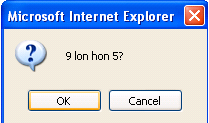 Microsoft Internet Explorer
9 lon hon 5?
OK
Cancel